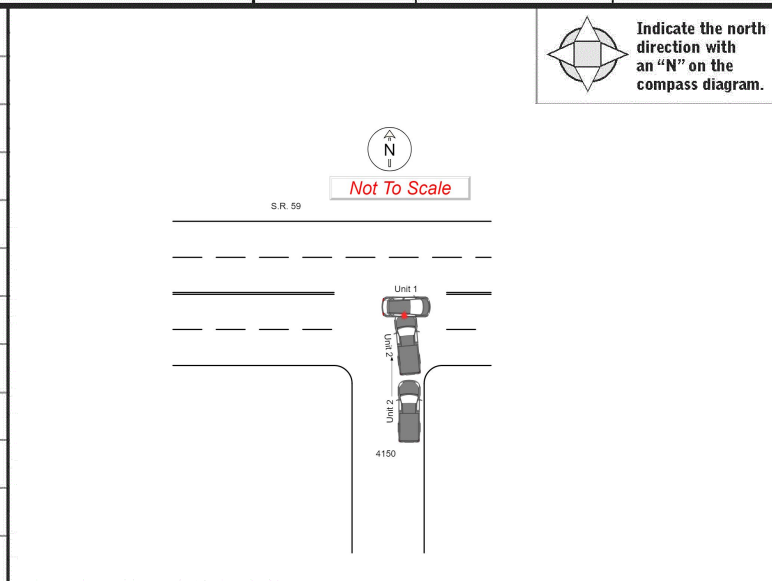 Indicate the north
direction with
an “N” on the
compass diagram.
N
Not To Scale
S.R. 59
Unit 1
Unit 2
Unit 2
4150